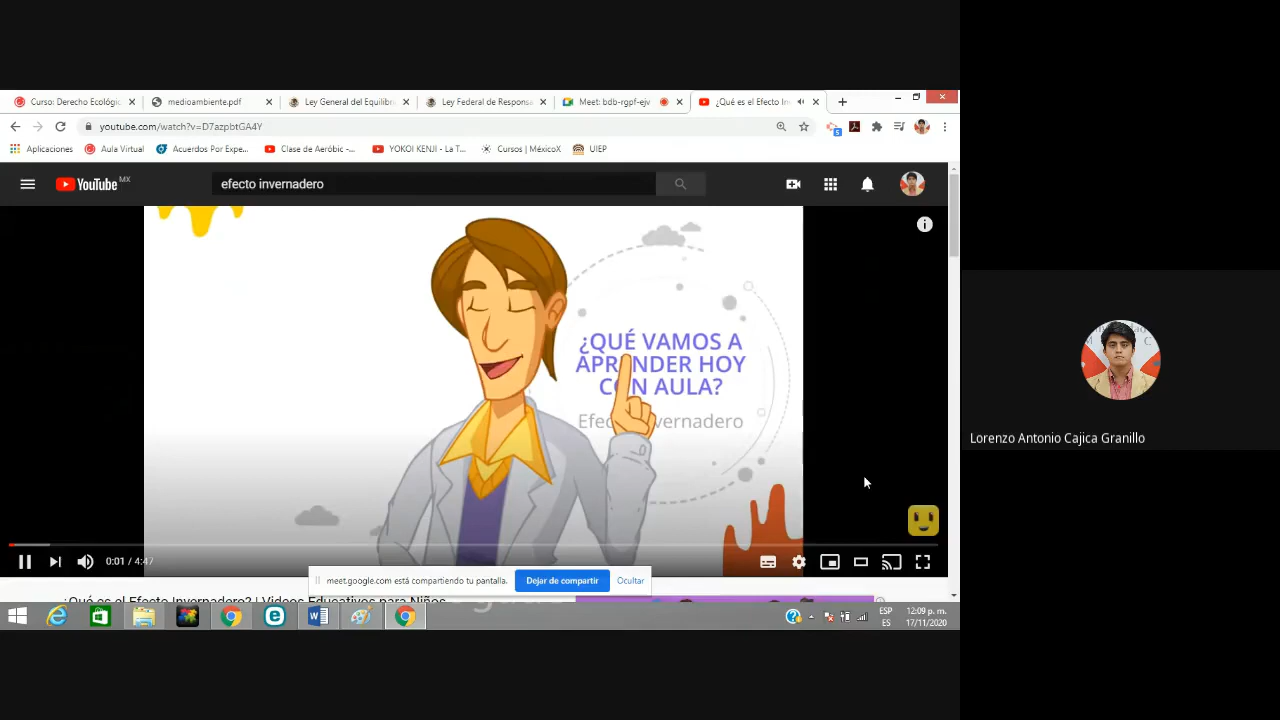 Curso: Derecho Ecológic
medioambiente.pdf
Ley General del Equilibr
Ley Federal de Responsa
Meet: bdb-rgpf-ejv
¿Qué es el Efecto In
youtube.com/watch?v=D7azpbtGA4Y
5
Aplicaciones
Aula Virtual
Acuerdos Por Expe...
Clase de Aeróbic -...
YOKOI KENJI - La T...
Cursos | MéxicoX
UIEP
YouTube MX
efecto invernadero
¿QUÉ VAMOS A
APRENDER HOY
CON AULA?
Efecto invernadero
Lorenzo Antonio Cajica Granillo
0:01 / 4:47
meet.google.com está compartiendo tu pantalla.
Dejar de compartir
Ocultar
¿Qué es el Efecto Invernadero? | Videos Educativos para Niños
ESP
ES
12:09 p. m.
17/11/2020